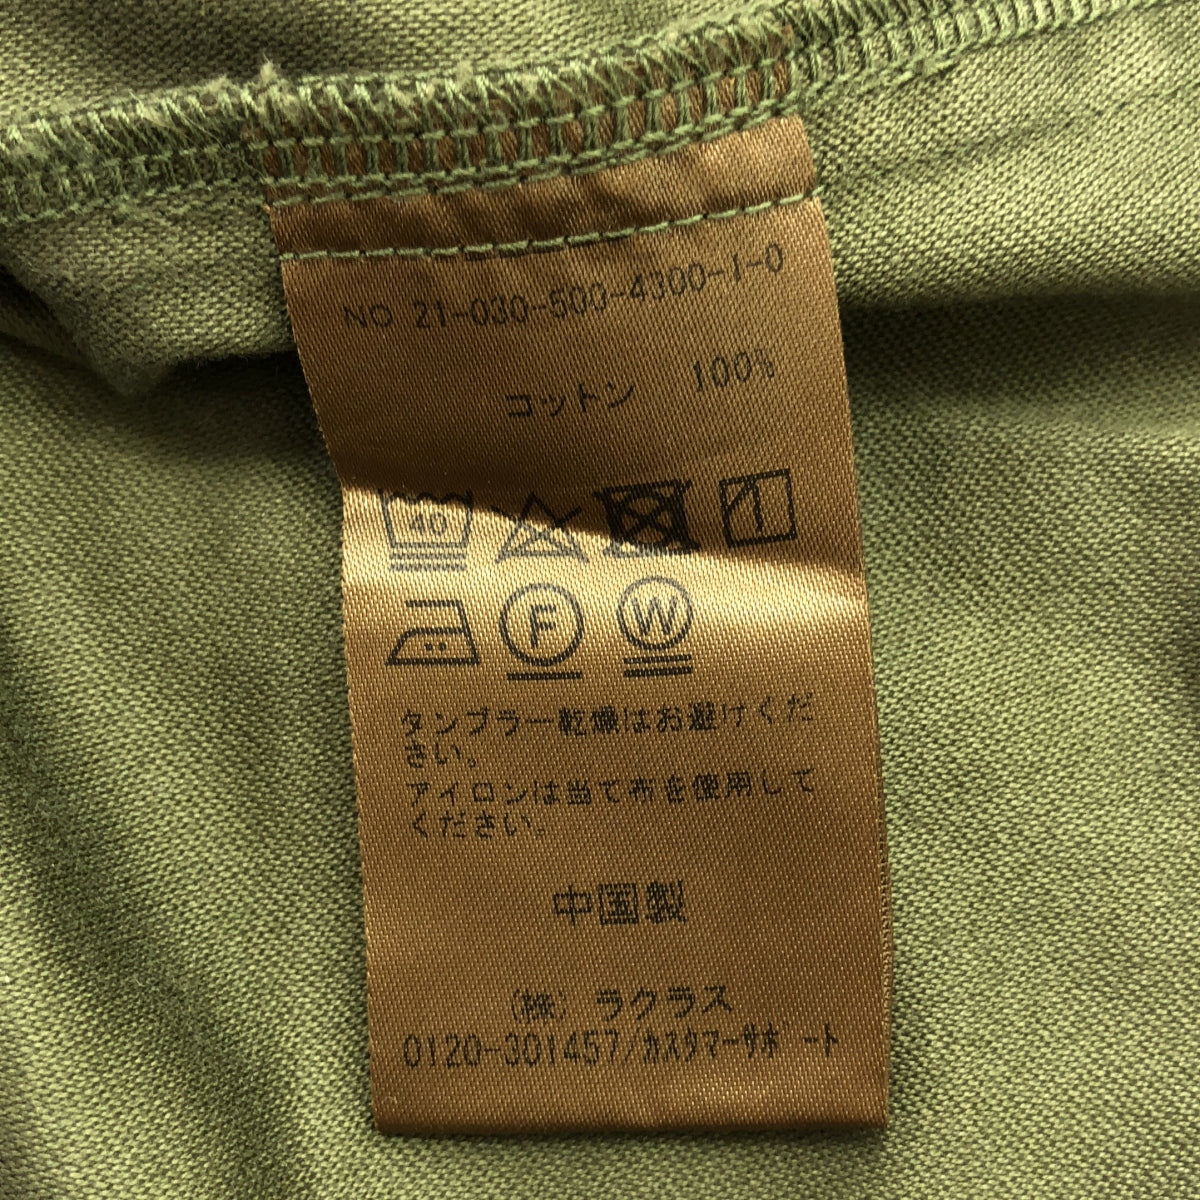 NO 21-030-500-4300-1-0
コットン 100%
40
F W
タンブラー乾燥はお避けくだ
さい。
アイロンは当て布を使用して
ください。
中国製
(株) ラクラス
0120-301457/ｶｽﾀﾏｰｻﾎﾟｰﾄ